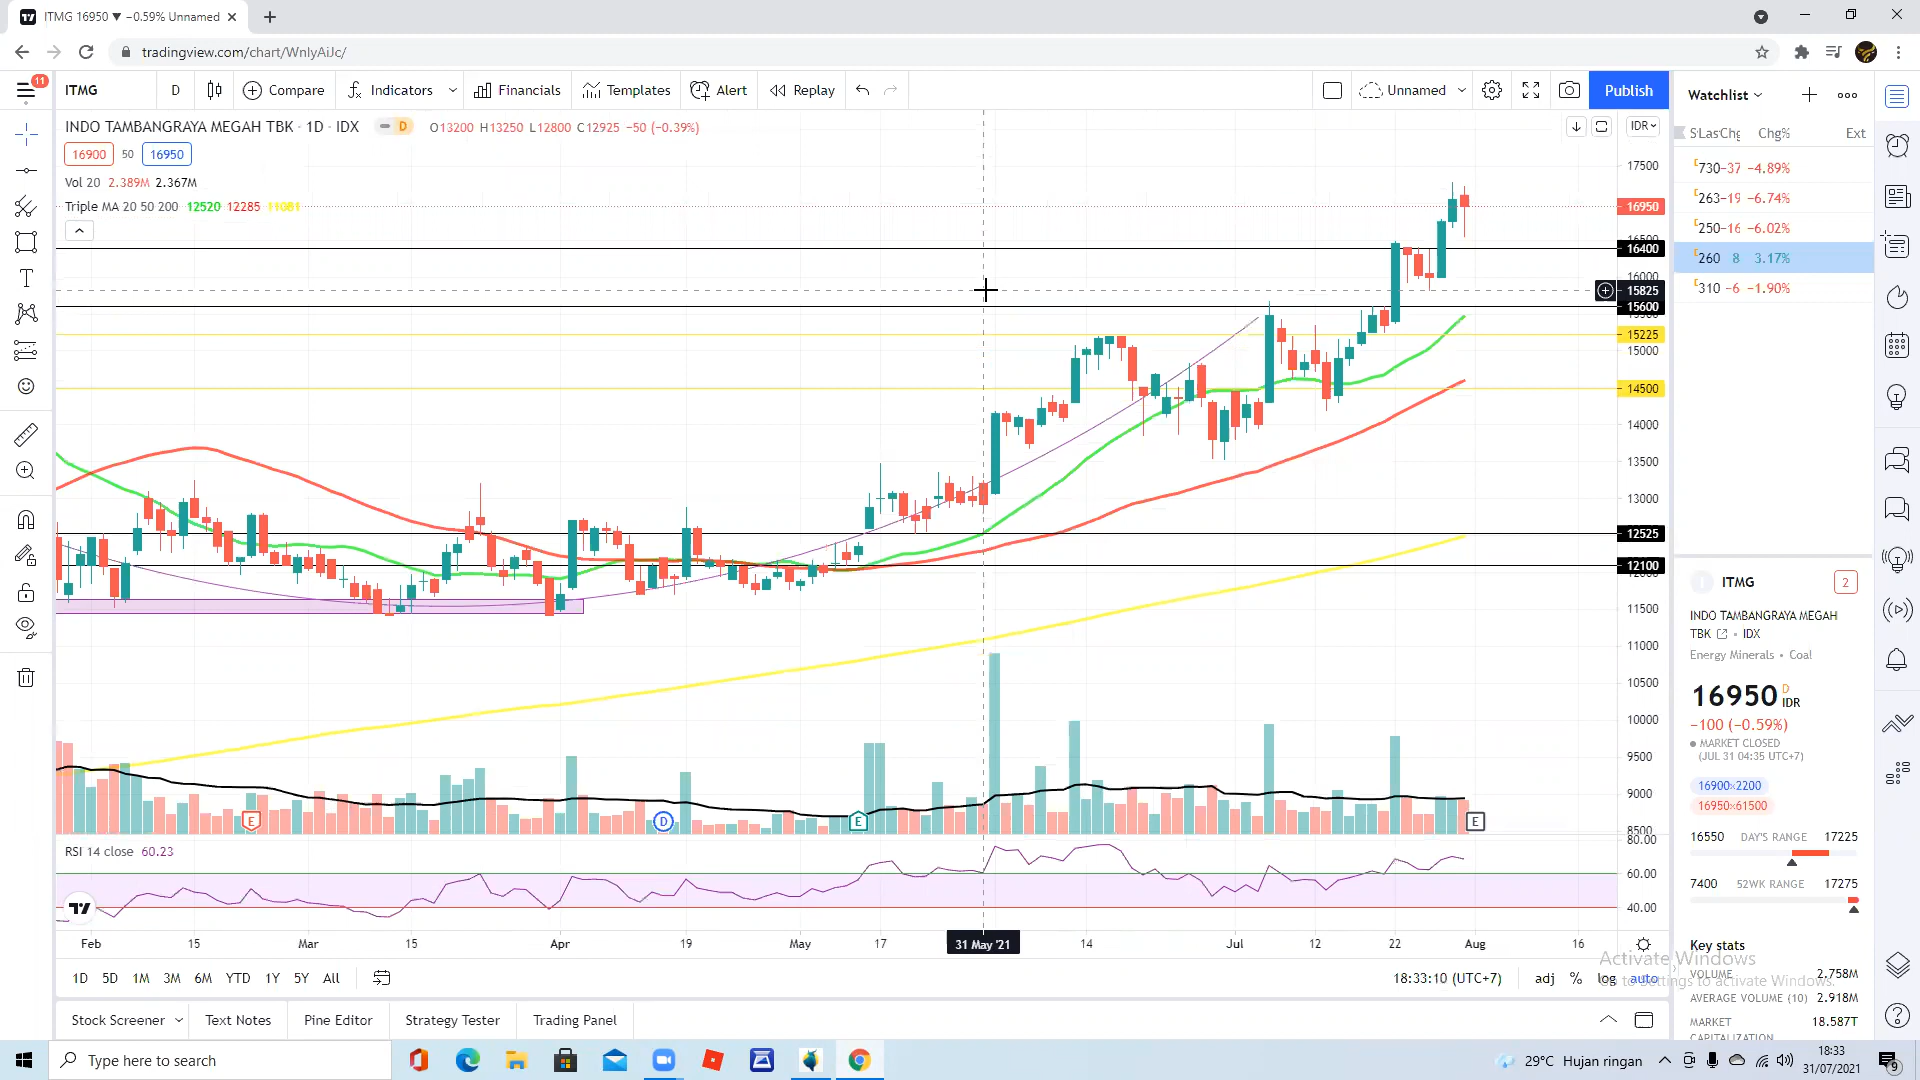 ITMG 16950 ▼ −0.59% Unnamed
tradingview.com/chart/WnlyAiJc/
11
ITMG
D
Compare
Indicators
Financials
Templates
Alert
Replay
Unnamed
Publish
INDO TAMBANGRAYA MEGAH TBK · 1D · IDX
D
O13200 H13250 L12800 C12925 −50 (−0.39%)
16900 50 16950
Vol 20 2.389M 2.367M
Triple MA 20 50 200 12520 12285 11081
IDR
17500
16950
16400
16000
15825
15600
15225
15000
14500
14000
13500
13000
12525
12100
11500
11000
10500
10000
9500
9000
8500
80.00
60.00
40.00
E
D
E
E
RSI 14 close 60.23
Feb 15 Mar 15 Apr 19 May 17 31 May '21 14 Jul 12 22 Aug 16
1D 5D 1M 3M 6M YTD 1Y 5Y All
18:33:10 (UTC+7) adj % log auto
Stock Screener Text Notes Pine Editor Strategy Tester Trading Panel
Watchlist
Chg% Ext
730 −37 −4.89%
263 −19 −6.74%
250 −16 −6.02%
260 8 3.17%
310 −6 −1.90%
ITMG 2
INDO TAMBANGRAYA MEGAH
TBK • IDX
Energy Minerals • Coal
16950 D IDR
−100 (−0.59%)
MARKET CLOSED
(JUL 31 04:35 UTC+7)
16900×2200
16950×61500
16550 DAY'S RANGE 17225
7400 52WK RANGE 17275
Key stats
Activate Windows
Go to Settings to activate Windows.
VOLUME 2.758M
AVERAGE VOLUME (10) 2.918M
MARKET 18.587T
CAPITALIZATION
Type here to search
29°C Hujan ringan
18:33
31/07/2021
9